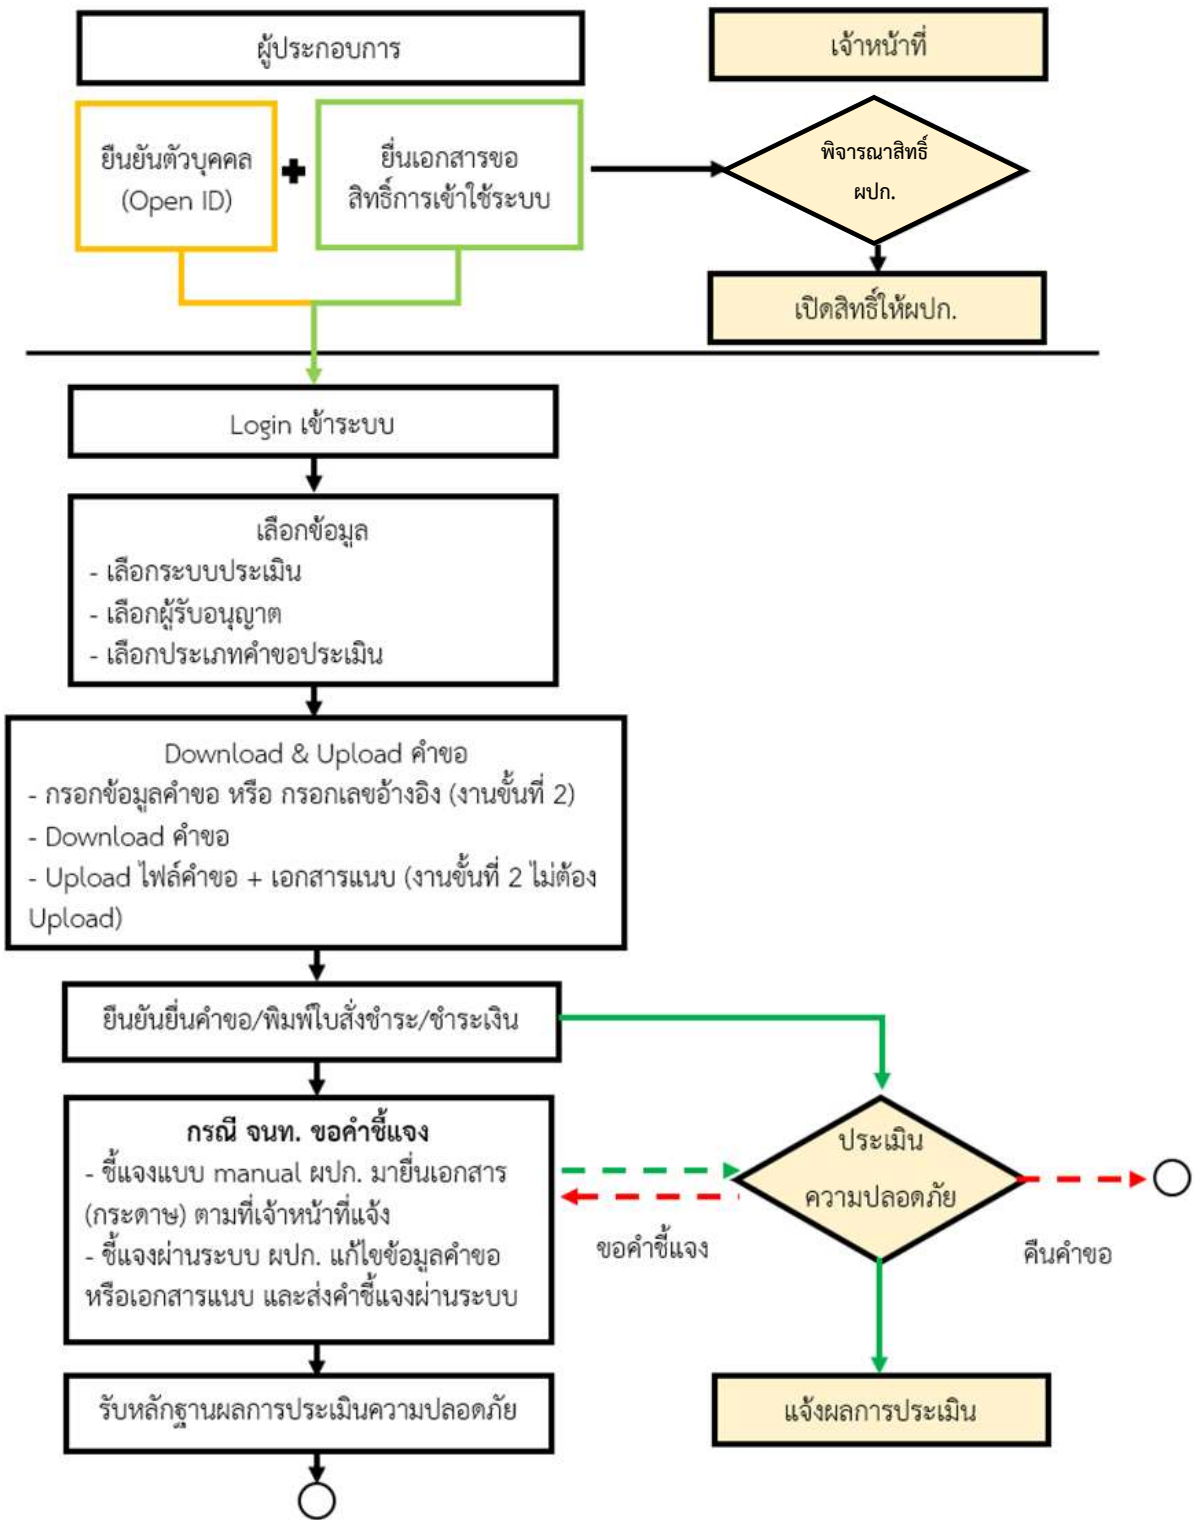 ผู้ประกอบการ
เจ้าหน้าที่
ยืนยันตัวบุคคล
(Open ID)
ยื่นเอกสารขอ
สิทธิ์การเข้าใช้ระบบ
พิจารณาสิทธิ์
ผปก.
เปิดสิทธิ์ให้ผปก.
Login เข้าระบบ
เลือกข้อมูล
- เลือกระบบประเมิน
- เลือกผู้รับอนุญาต
- เลือกประเภทคำขอประเมิน
Download & Upload คำขอ
- กรอกข้อมูลคำขอ หรือ กรอกเลขอ้างอิง (งานขั้นที่ 2)
- Download คำขอ
- Upload ไฟล์คำขอ + เอกสารแนบ (งานขั้นที่ 2 ไม่ต้อง
Upload)
ยืนยันยื่นคำขอ/พิมพ์ใบสั่งชำระ/ชำระเงิน
กรณี จนท. ขอคำชี้แจง
- ชี้แจงแบบ manual ผปก. มายื่นเอกสาร
(กระดาษ) ตามที่เจ้าหน้าที่แจ้ง
- ชี้แจงผ่านระบบ ผปก. แก้ไขข้อมูลคำขอ
หรือเอกสารแนบ และส่งคำชี้แจงผ่านระบบ
ประเมิน
ความปลอดภัย
ขอคำชี้แจง
คืนคำขอ
รับหลักฐานผลการประเมินความปลอดภัย
แจ้งผลการประเมิน